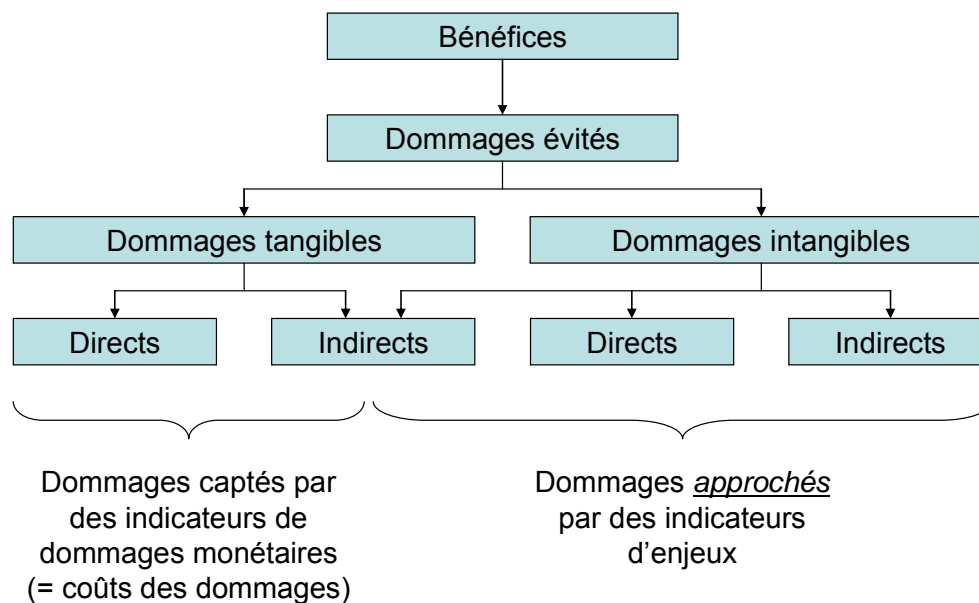 Bénéfices
Dommages évités
Dommages tangibles
Dommages intangibles
Directs
Indirects
Directs
Indirects
Dommages captés par
des indicateurs de
dommages monétaires
(= coûts des dommages)
Dommages approchés
par des indicateurs
d’enjeux